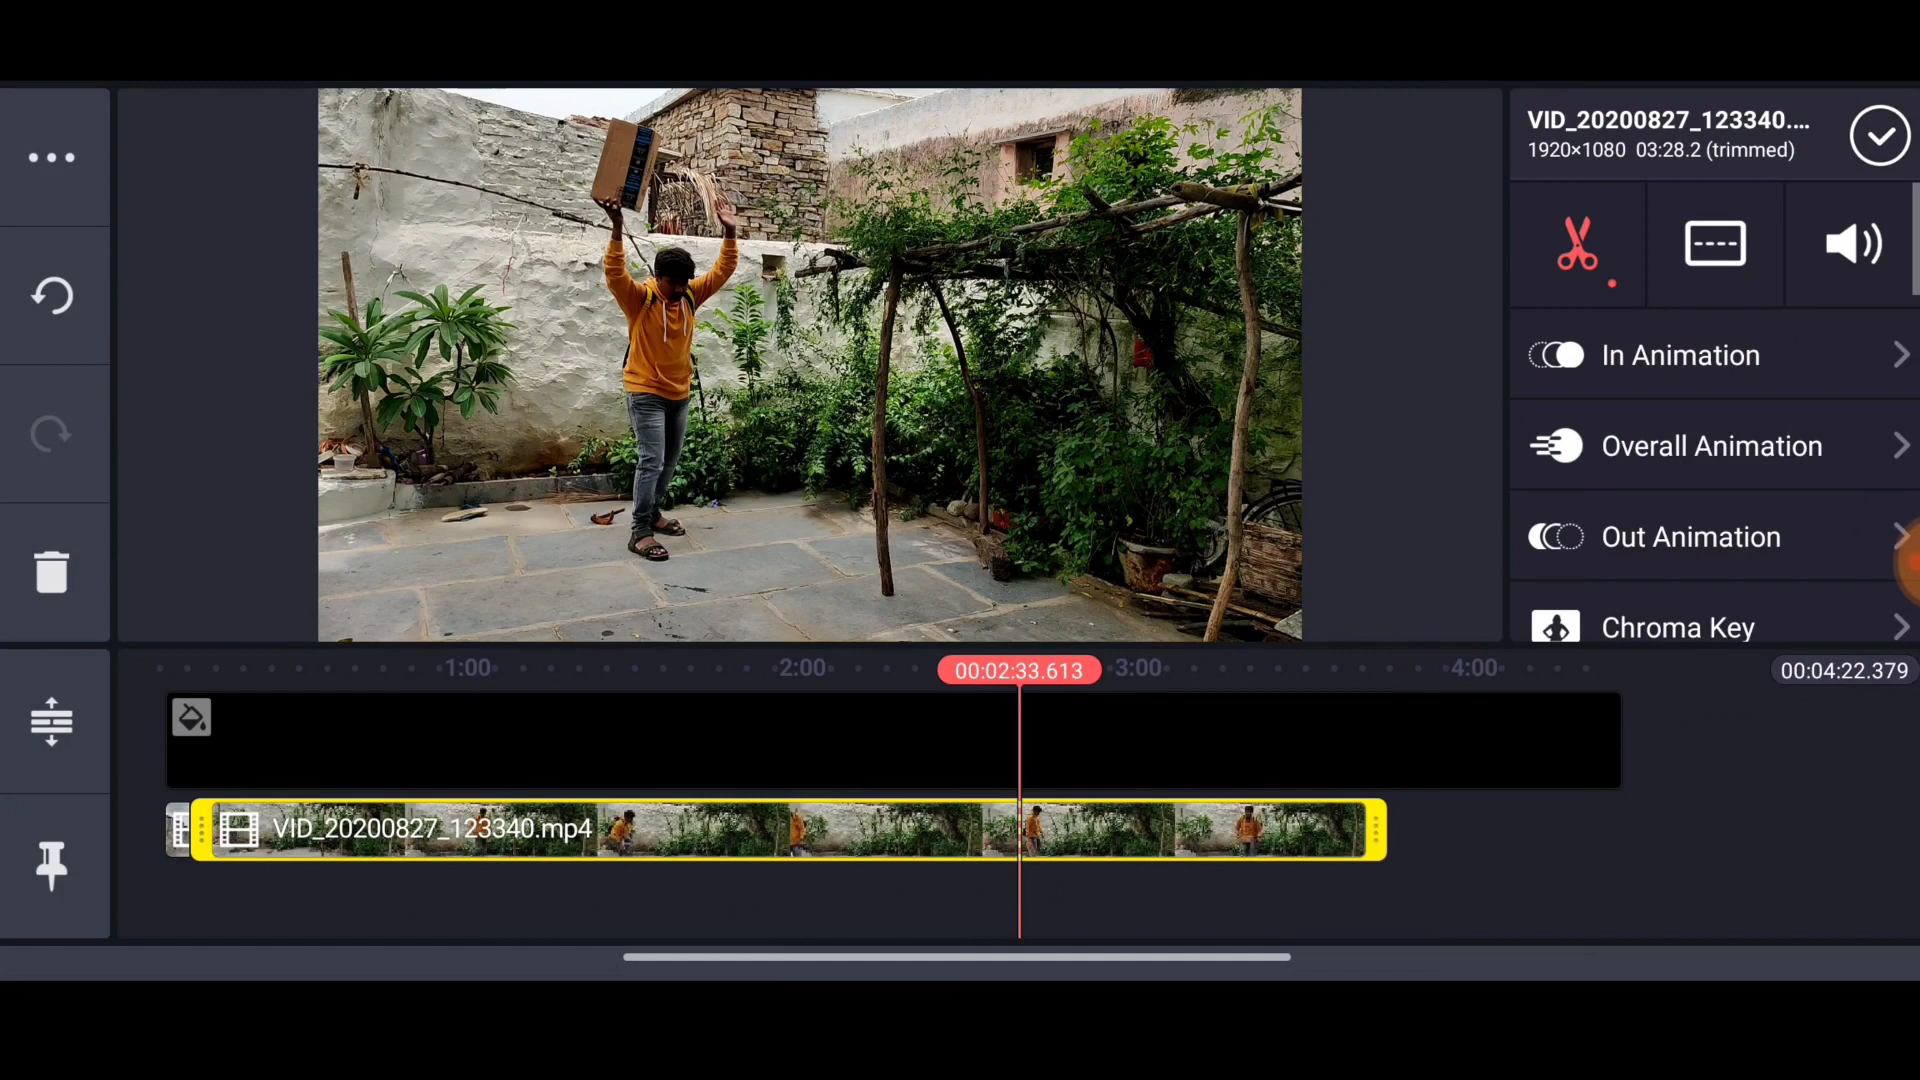 VID_20200827_123340....
1920×1080 03:28.2 (trimmed)
In Animation
Overall Animation
Out Animation
Chroma Key
1:00
2:00
00:02:33.613
3:00
4:00
00:04:22.379
VID_20200827_123340.mp4